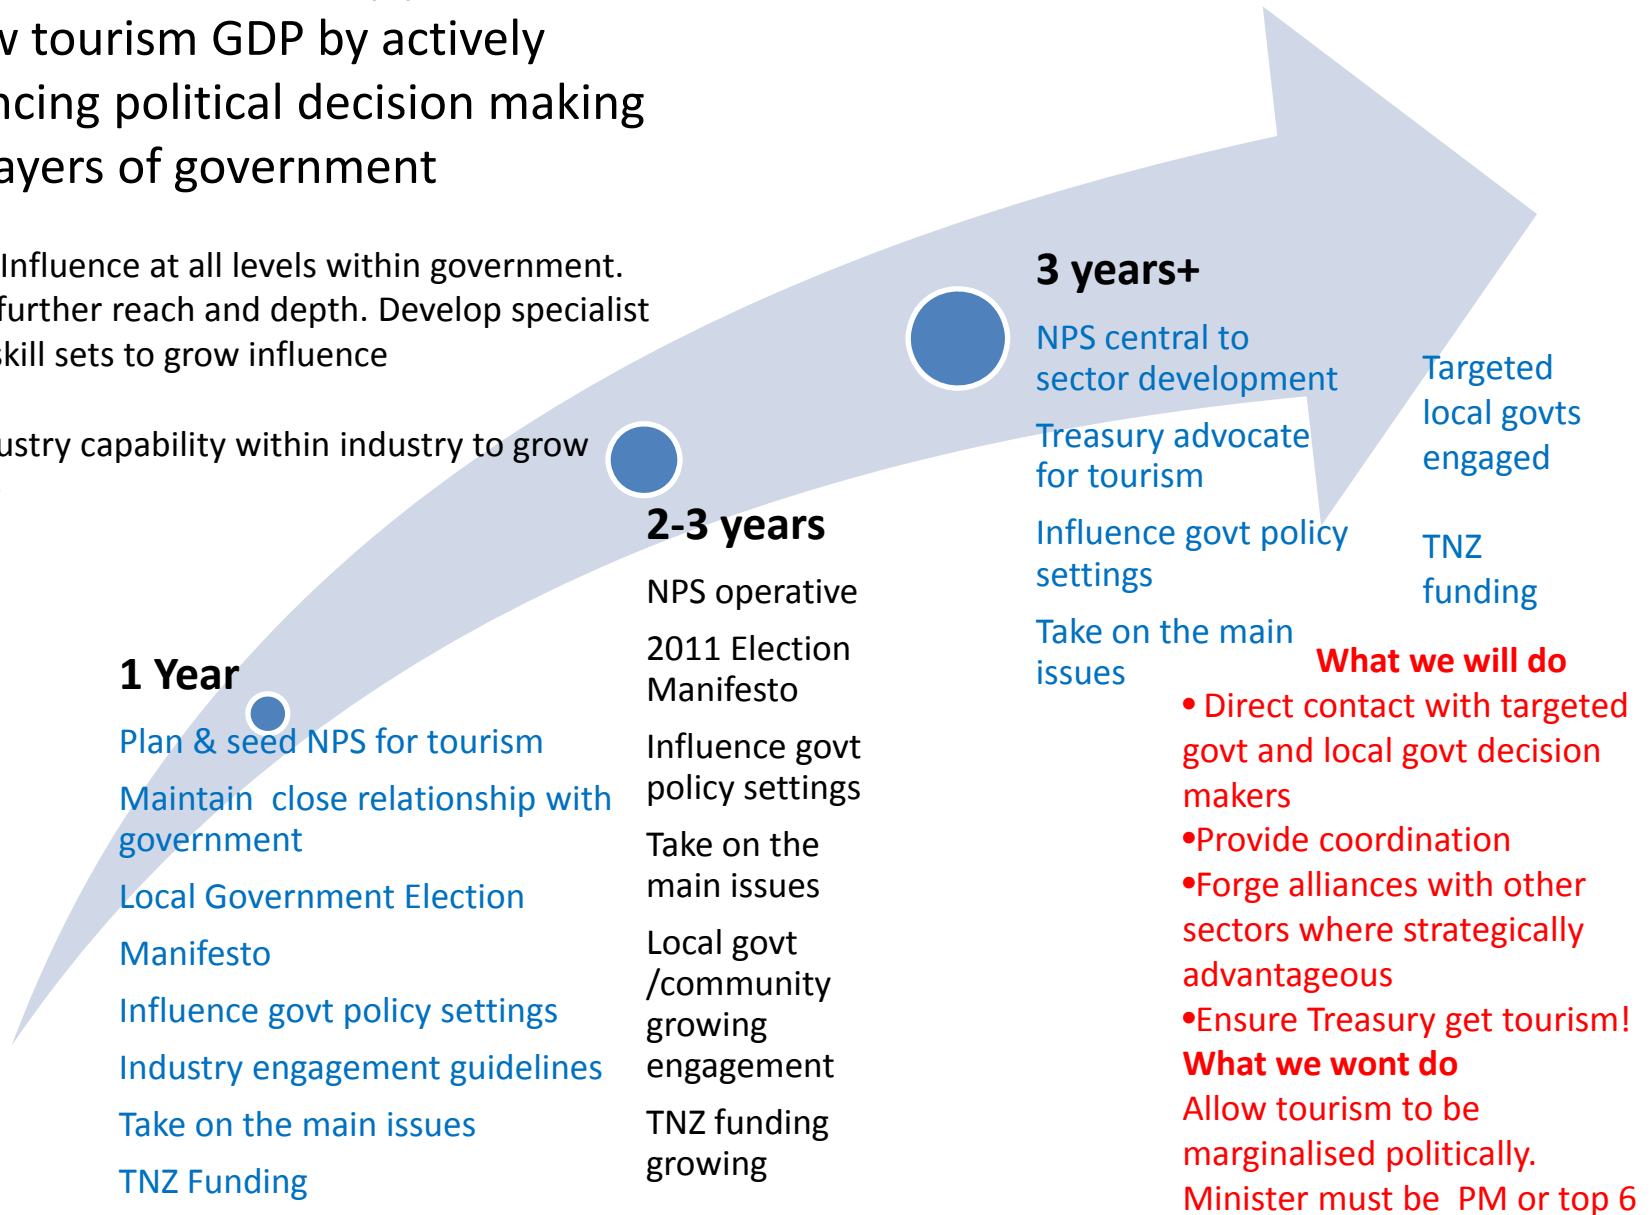 w tourism GDP by actively
ncing political decision making
ayers of government
Influence at all levels within government.
further reach and depth. Develop specialist
skill sets to grow influence
ustry capability within industry to grow
1 Year
Plan & seed NPS for tourism
Maintain close relationship with
government
Local Government Election
Manifesto
Influence govt policy settings
Industry engagement guidelines
Take on the main issues
TNZ Funding
2-3 years
NPS operative
2011 Election
Manifesto
Influence govt
policy settings
Take on the
main issues
Local govt
/community
growing
engagement
TNZ funding
growing
3 years+
NPS central to
sector development
Treasury advocate
for tourism
Influence govt policy
settings
Take on the main
issues
Targeted
local govts
engaged
TNZ
funding
What we will do
• Direct contact with targeted
govt and local govt decision
makers
•Provide coordination
•Forge alliances with other
sectors where strategically
advantageous
•Ensure Treasury get tourism!
What we wont do
Allow tourism to be
marginalised politically.
Minister must be PM or top 6